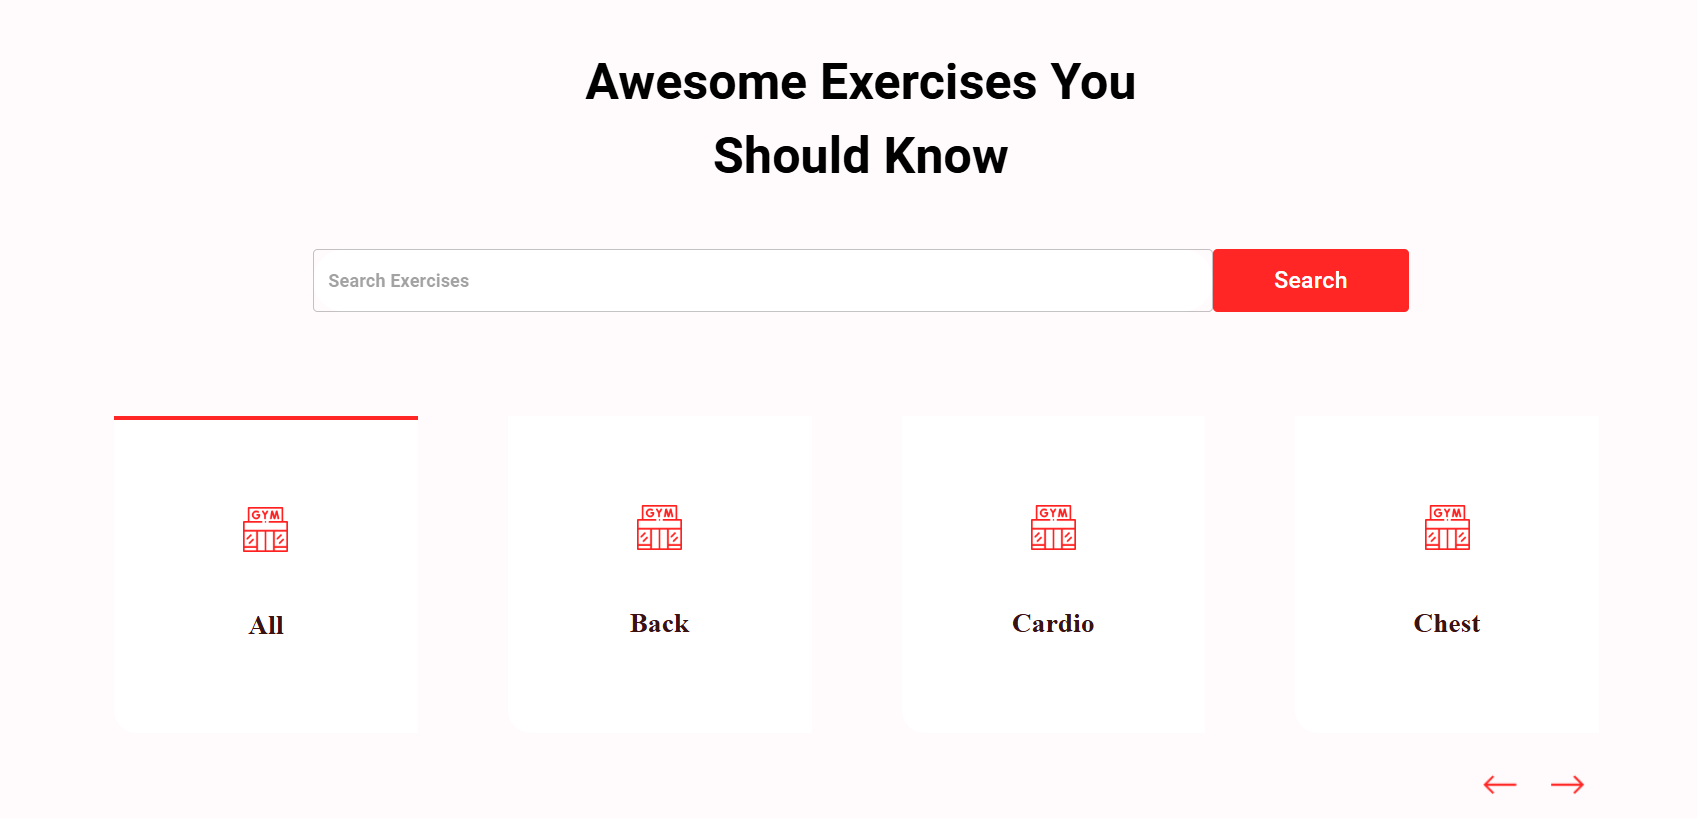 Awesome Exercises You
Should Know
Search Exercises
Search
GYM
GYM
GYM
GYM
All
Back
Cardio
Chest